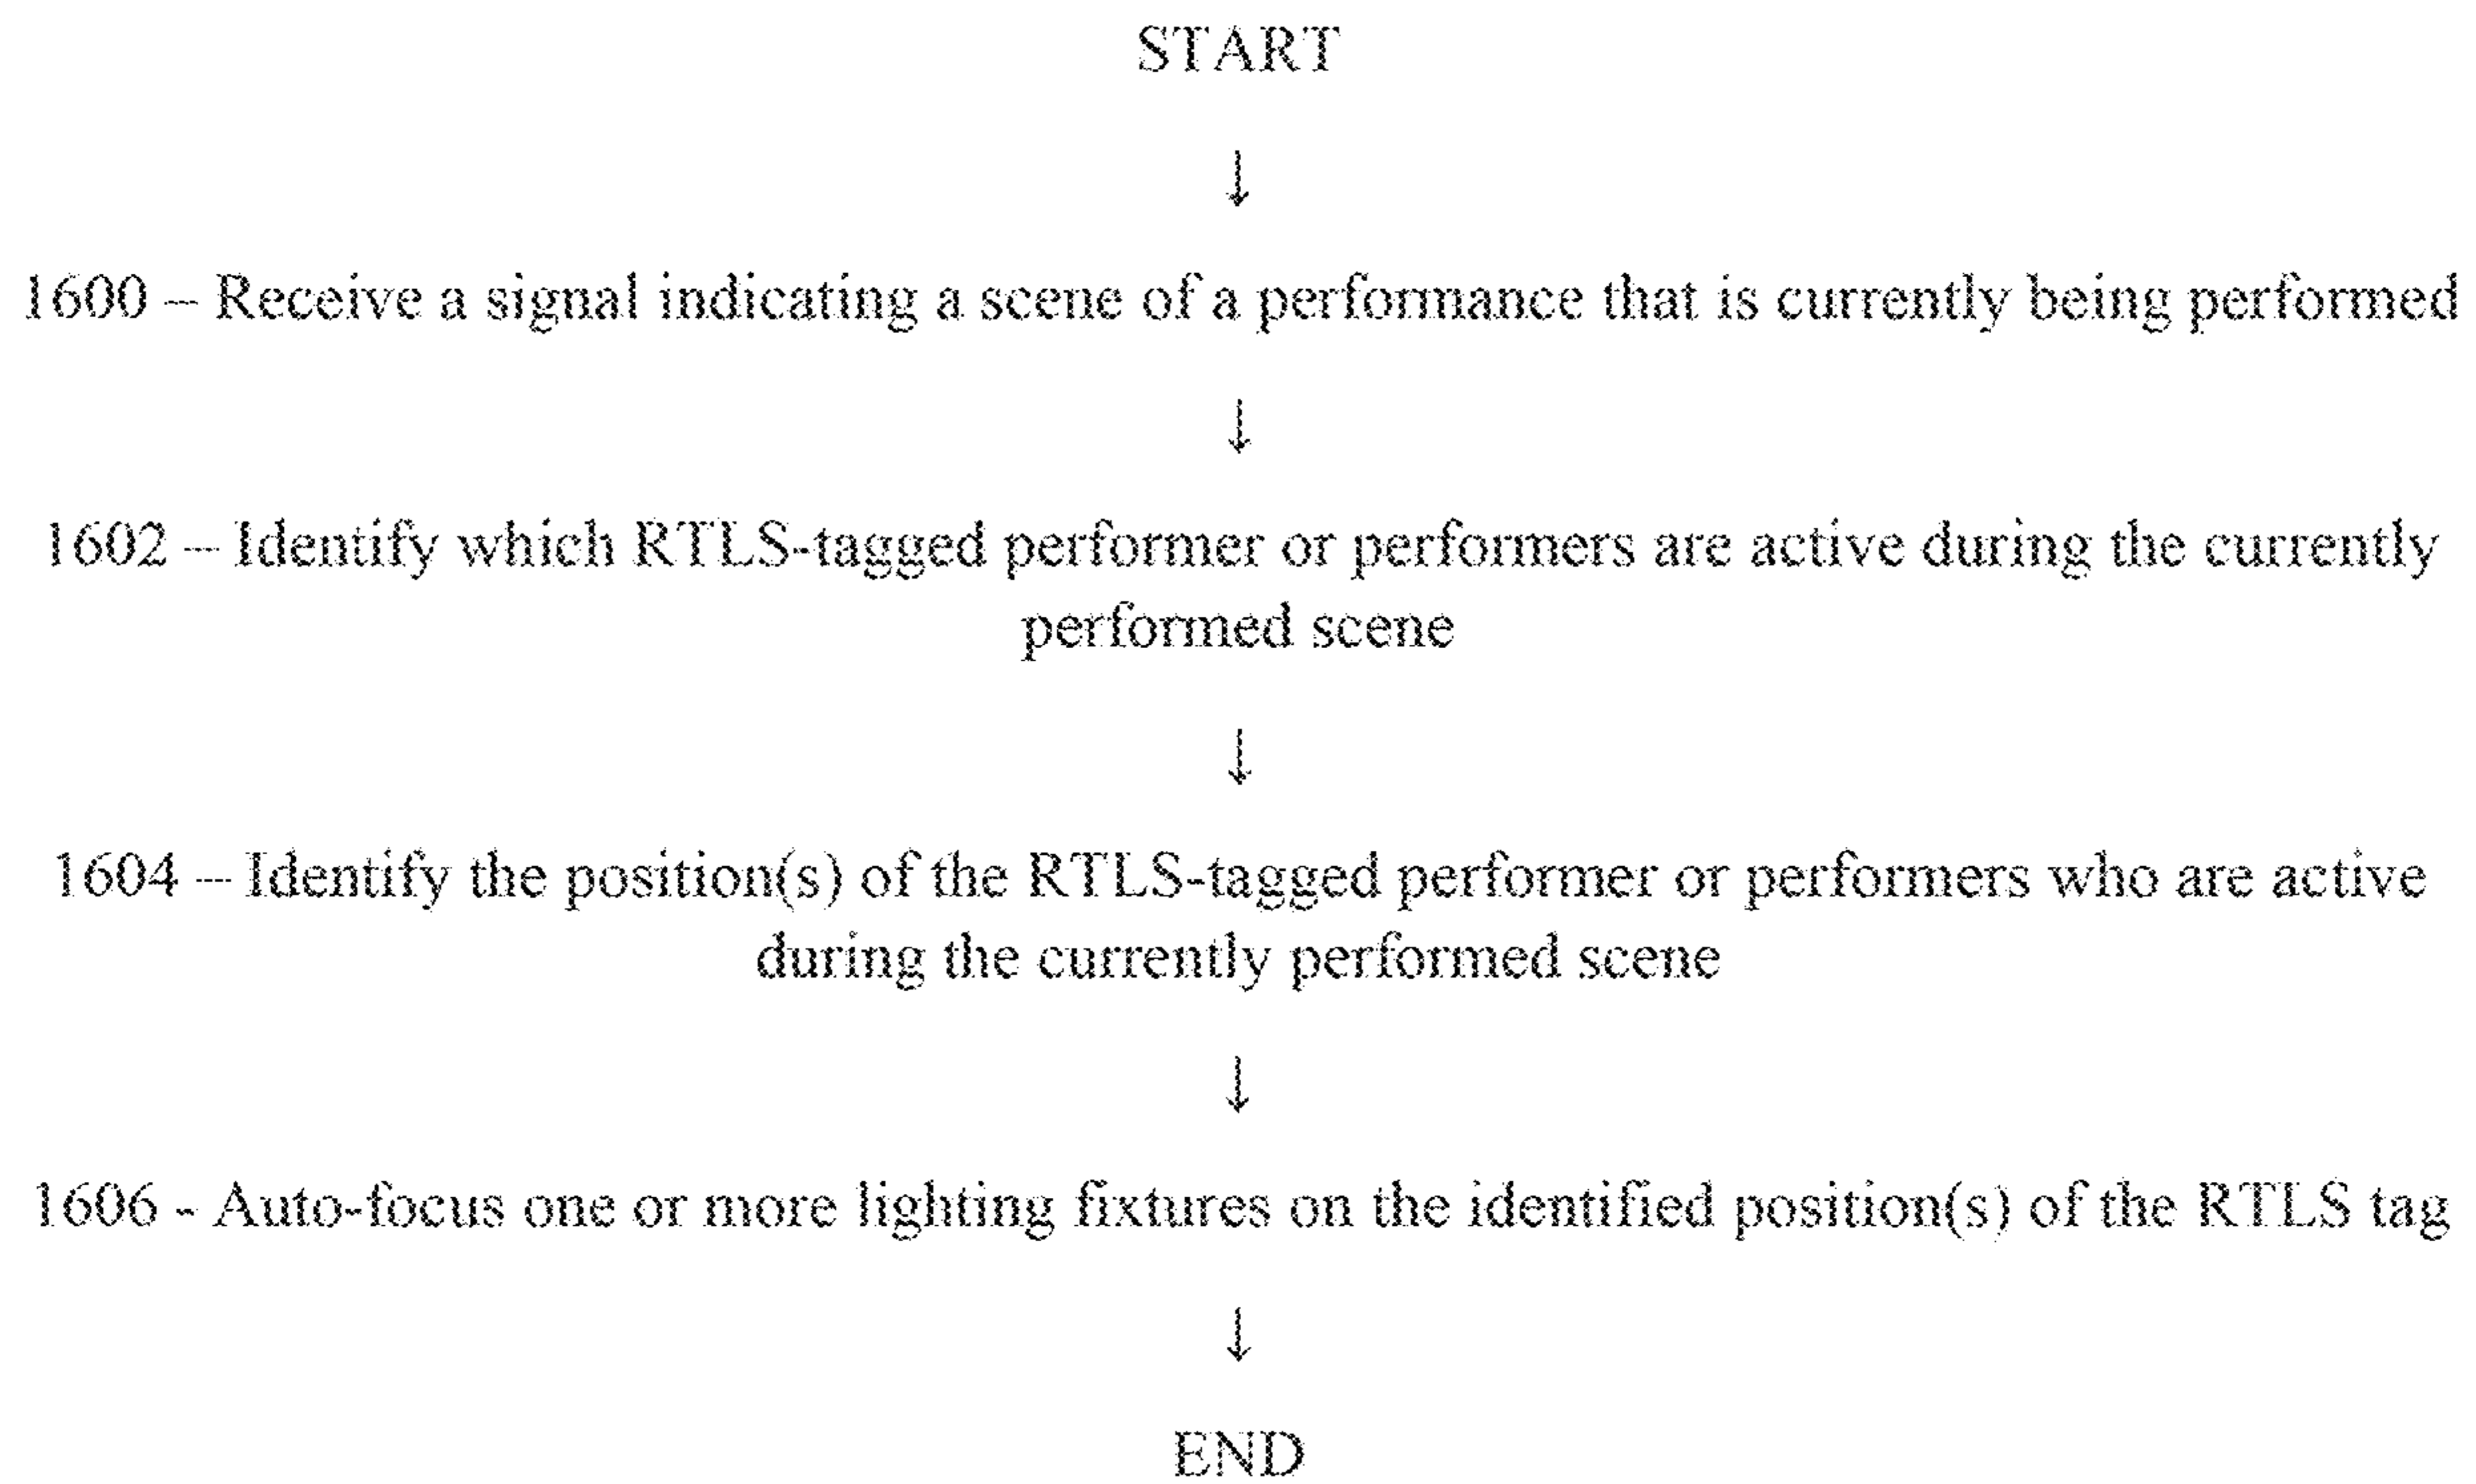 START
↓
1600 – Receive a signal indicating a scene of a performance that is currently being performed
↓
1602 – Identify which RTLS-tagged performer or performers are active during the currently
performed scene
↓
1604 – Identify the position(s) of the RTLS-tagged performer or performers who are active
during the currently performed scene
↓
1606 - Auto-focus one or more lighting fixtures on the identified position(s) of the RTLS tag
↓
END